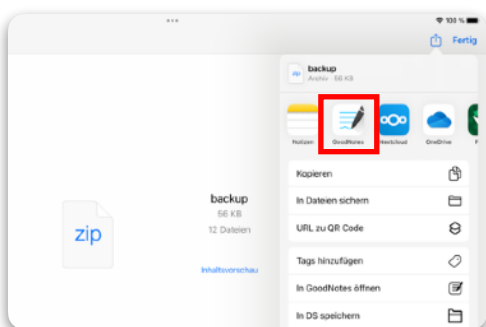 100 %
Fertig
backup
Archiv · 56 KB
zip
Notizen
GoodNotes
Nextcloud
OneDrive
Kopieren
In Dateien sichern
URL zu QR Code
Tags hinzufügen
In GoodNotes öffnen
In DS speichern
backup
56 KB
12 Dateien
zip
Inhaltsvorschau